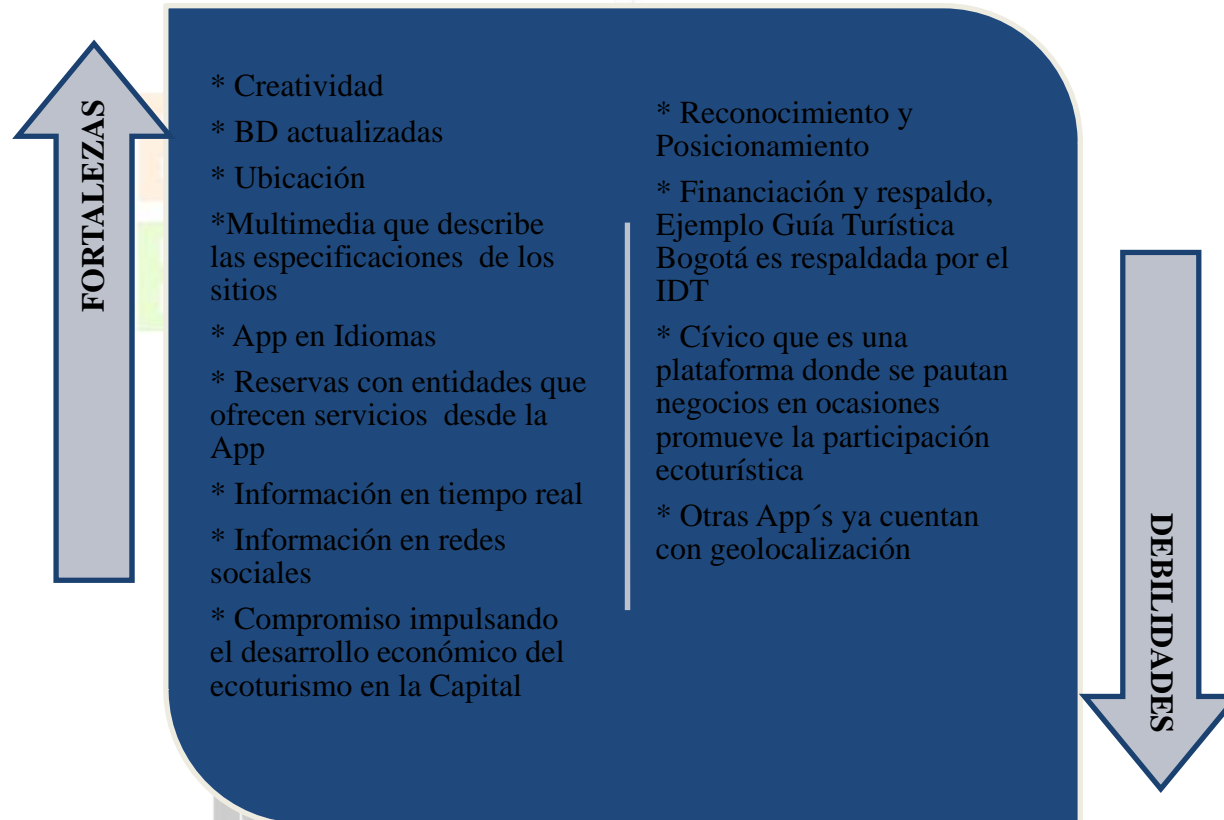 FORTALEZAS
* Creatividad
* BD actualizadas
* Ubicación
*Multimedia que describe
las especificaciones de los
sitios
* App en Idiomas
* Reservas con entidades que
ofrecen servicios desde la
App
* Información en tiempo real
* Información en redes
sociales
* Compromiso impulsando
el desarrollo económico del
ecoturismo en la Capital
* Reconocimiento y
Posicionamiento
* Financiación y respaldo,
Ejemplo Guía Turística
Bogotá es respaldada por el
IDT
* Cívico que es una
plataforma donde se pautan
negocios en ocasiones
promueve la participación
ecoturística
* Otras App´s ya cuentan
con geolocalización
DEBILIDADES